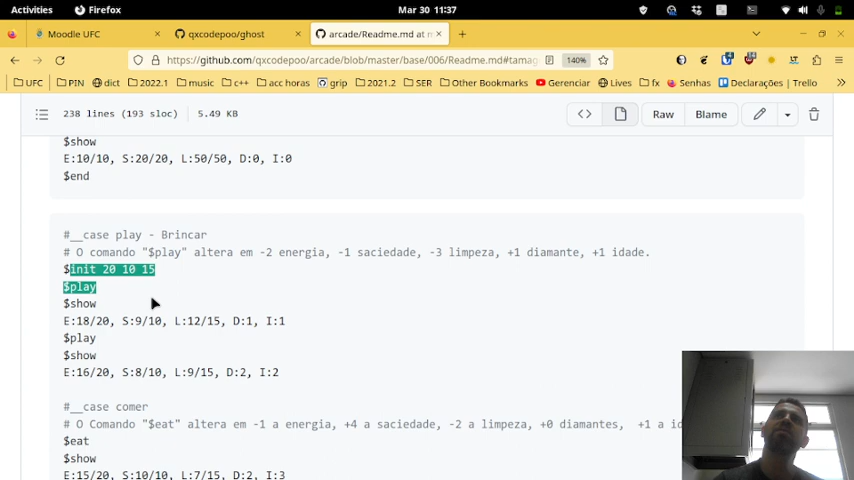 Activities
Firefox
Mar 30 11:37
Moodle UFC
qxcodepoo/ghost
arcade/Readme.md at m
https://github.com/qxcodepoo/arcade/blob/master/base/006/Readme.md#tamag
140%
UFC
PIN
dict
2022.1
music
c++
acc horas
grip
2021.2
SER
Other Bookmarks
Gerenciar
Lives
fx
Senhas
Declarações | Trello
238 lines (193 sloc) 5.49 KB
Raw
Blame
$show
E:10/10, S:20/20, L:50/50, D:0, I:0
$end
#__case play - Brincar
# O comando "$play" altera em -2 energia, -1 saciedade, -3 limpeza, +1 diamante, +1 idade.
$init 20 10 15
$play
$show
E:18/20, S:9/10, L:12/15, D:1, I:1
$play
$show
E:16/20, S:8/10, L:9/15, D:2, I:2
#__case comer
# O Comando "$eat" altera em -1 a energia, +4 a saciedade, -2 a limpeza, +0 diamantes, +1 a id
$eat
$show
E:15/20, S:10/10, L:7/15, D:2, I:3